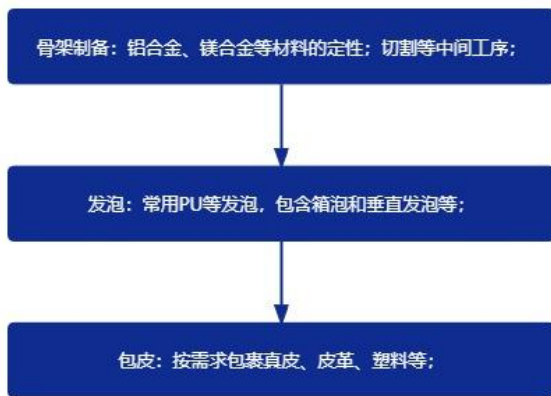 骨架制备：铝合金、镁合金等材料的定性；切割等中间工序；
发泡：常用PU等发泡，包含箱泡和垂直发泡等；
包皮：按需求包裹真皮、皮革、塑料等；